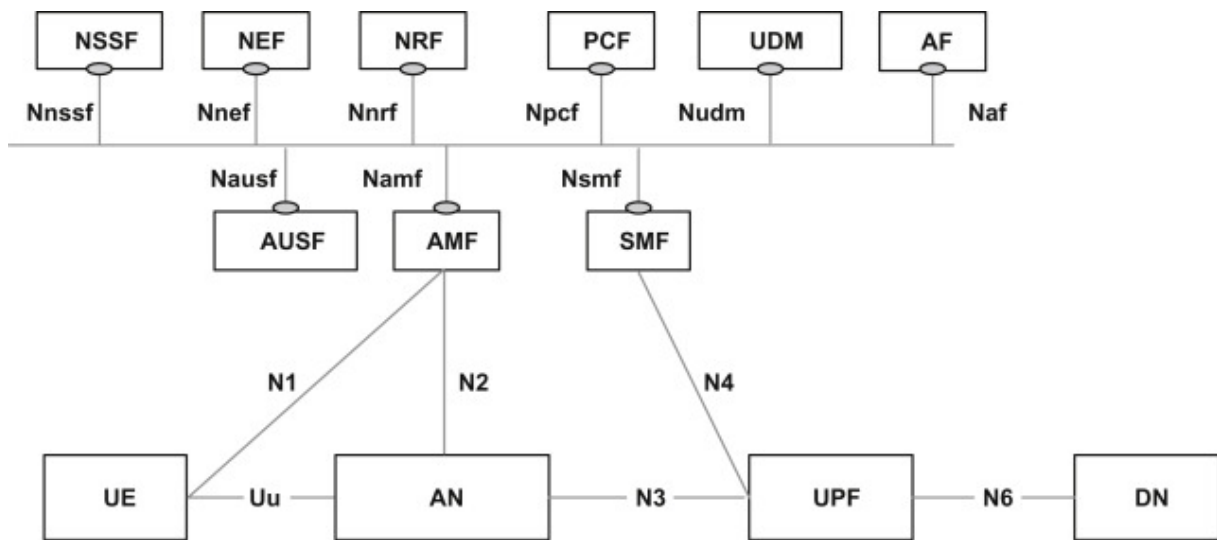 NSSF NEF NRF PCF UDM AF
Nnssf Nnef Nnrf Npcf Nudm Naf
Nausf Namf Nsmf
AUSF AMF SMF
N1 N2 N4
UE Uu AN N3 UPF N6 DN